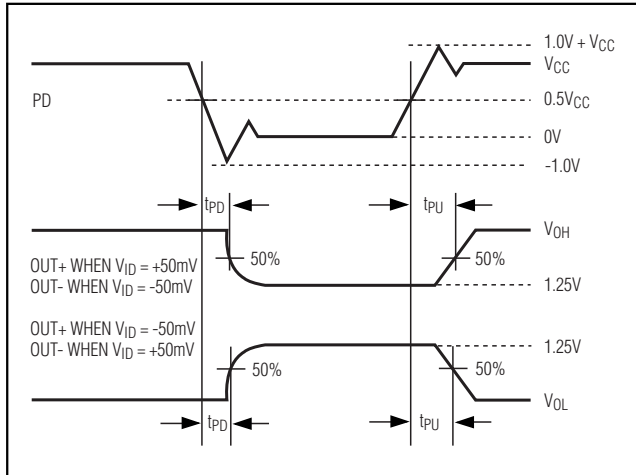 1.0V + VCC
VCC
PD
0.5VCC
0V
-1.0V
tPD
tPU
VOH
OUT+ WHEN VID = +50mV
OUT- WHEN VID = -50mV
50%
50%
1.25V
OUT+ WHEN VID = -50mV
OUT- WHEN VID = +50mV
1.25V
50%
50%
VOL
tPD
tPU